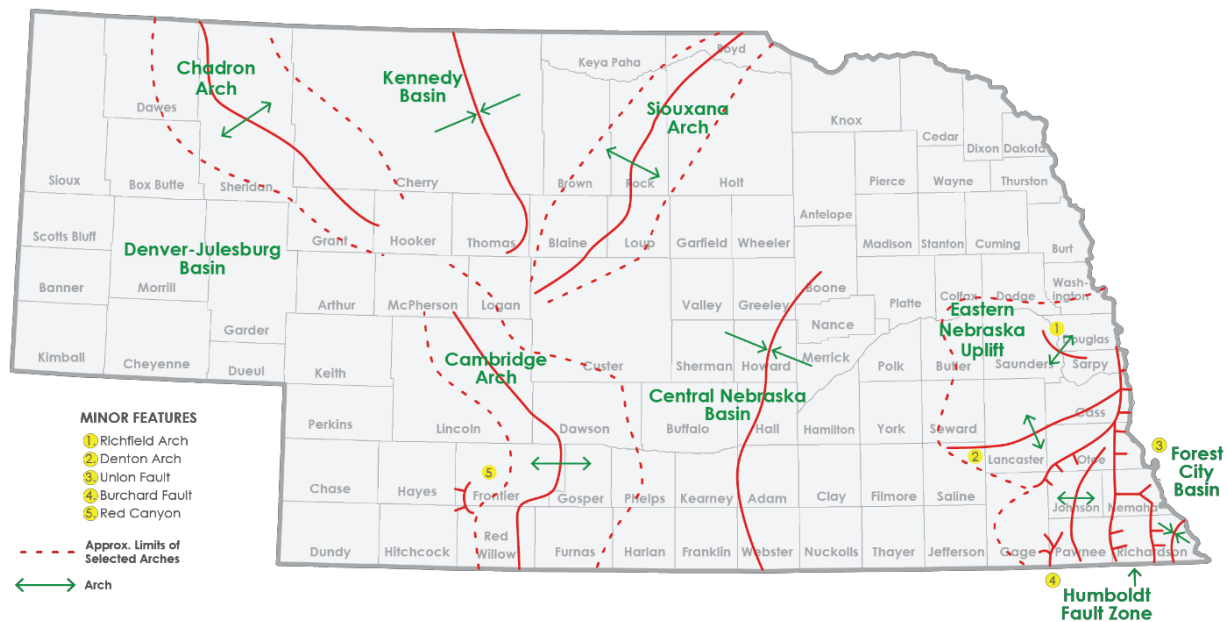 Chadron
Arch
Kennedy
Basin
Siouxana
Arch
Denver-Julesburg
Basin
Cambridge
Arch
Central Nebraska
Basin
Eastern
Nebraska
Uplift
Forest
City
Basin
Humboldt
Fault Zone
Dawes
Keya Paha
Boyd
Knox
Cedar
Dixon
Dakota
Sioux
Box Butte
Sheridan
Cherry
Brown
Rock
Holt
Pierce
Wayne
Thurston
Antelope
Scotts Bluff
Grant
Hooker
Thomas
Blaine
Loup
Garfield
Wheeler
Madison
Stanton
Cuming
Burt
Banner
Morrill
Arthur
McPherson
Logan
Valley
Greeley
Boone
Platte
Colfax
Dodge
Wash-
ington
Garder
Nance
Douglas
Kimball
Cheyenne
Dueul
Keith
Custer
Sherman
Howard
Merrick
Polk
Butler
Saunders
Sarpy
Perkins
Lincoln
Dawson
Buffalo
Hall
Hamilton
York
Seward
Cass
Lancaster
Otoe
Chase
Hayes
Frontier
Gosper
Phelps
Kearney
Adam
Clay
Filmore
Saline
Johnson
Nemaha
Dundy
Hitchcock
Red
Willow
Furnas
Harlan
Franklin
Webster
Nuckolls
Thayer
Jefferson
Gage
Pawnee
Richardson
1
2
3
4
5
MINOR FEATURES
1. Richfield Arch
2. Denton Arch
3. Union Fault
4. Burchard Fault
5. Red Canyon
Approx. Limits of
Selected Arches
Arch